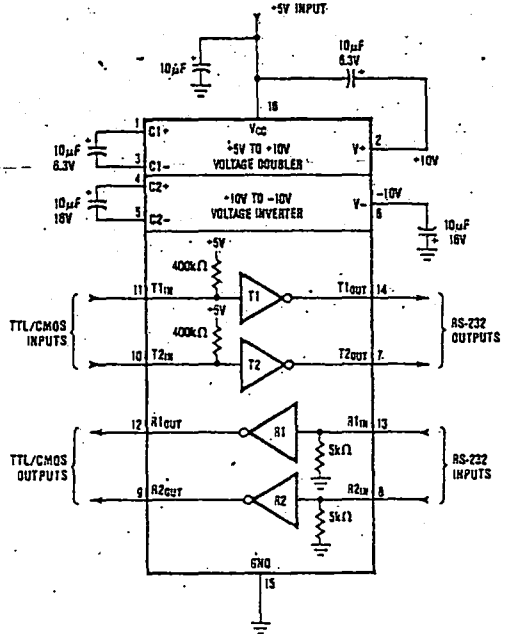 +5V INPUT
10µF
10µF
6.3V
16
VCC
1
C1+
+5V TO +10V
VOLTAGE DOUBLER
V+
2
+10V
10µF
6.3V
3
C1-
4
C2+
+10V TO -10V
VOLTAGE INVERTER
V-
-10V
6
10µF
16V
5
C2-
10µF
16V
+5V
400kΩ
11
T1IN
T1
T1OUT
14
TTL/CMOS
INPUTS
+5V
400kΩ
RS-232
OUTPUTS
10
T2IN
T2
T2OUT
7
12
R1OUT
R1
R1IN
13
TTL/CMOS
OUTPUTS
5kΩ
RS-232
INPUTS
9
R2OUT
R2
R2IN
8
5kΩ
GND
15